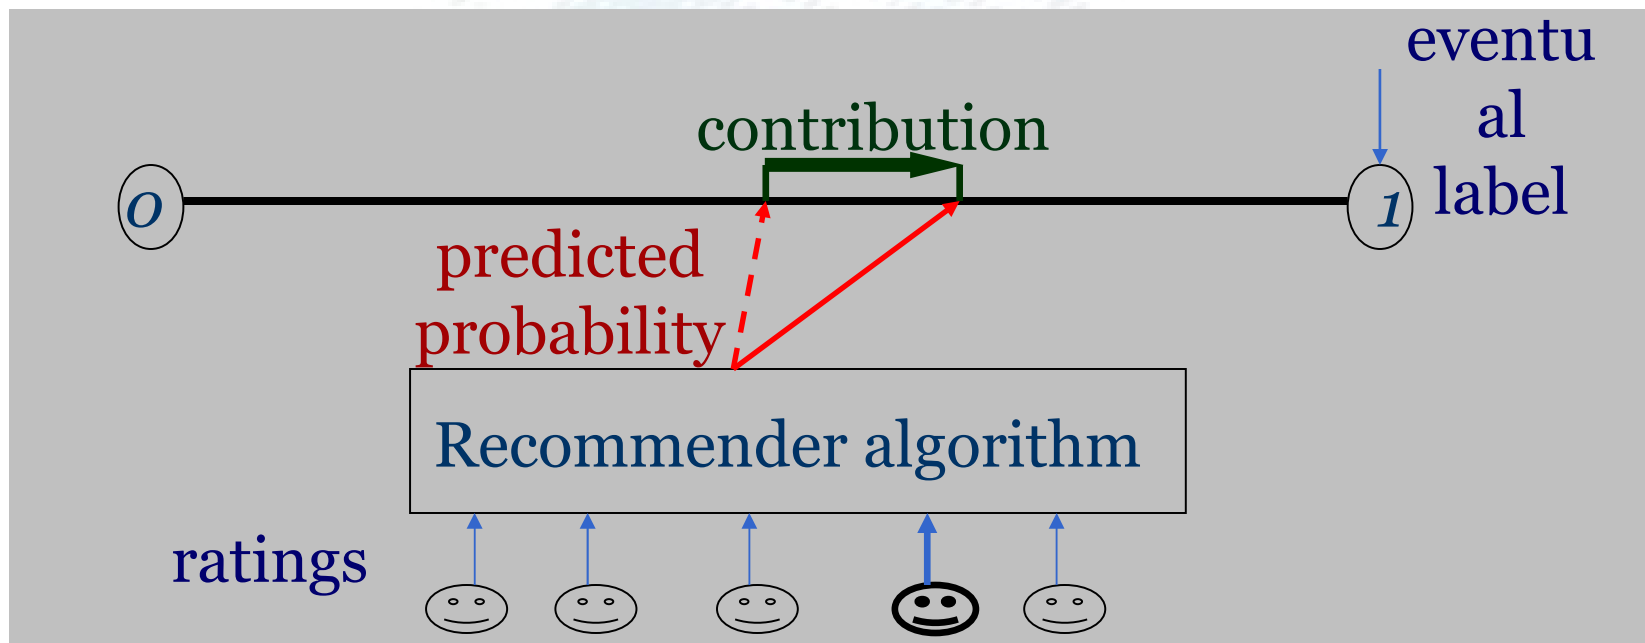 eventu
al
label
contribution
0
1
predicted
probability
Recommender algorithm
ratings